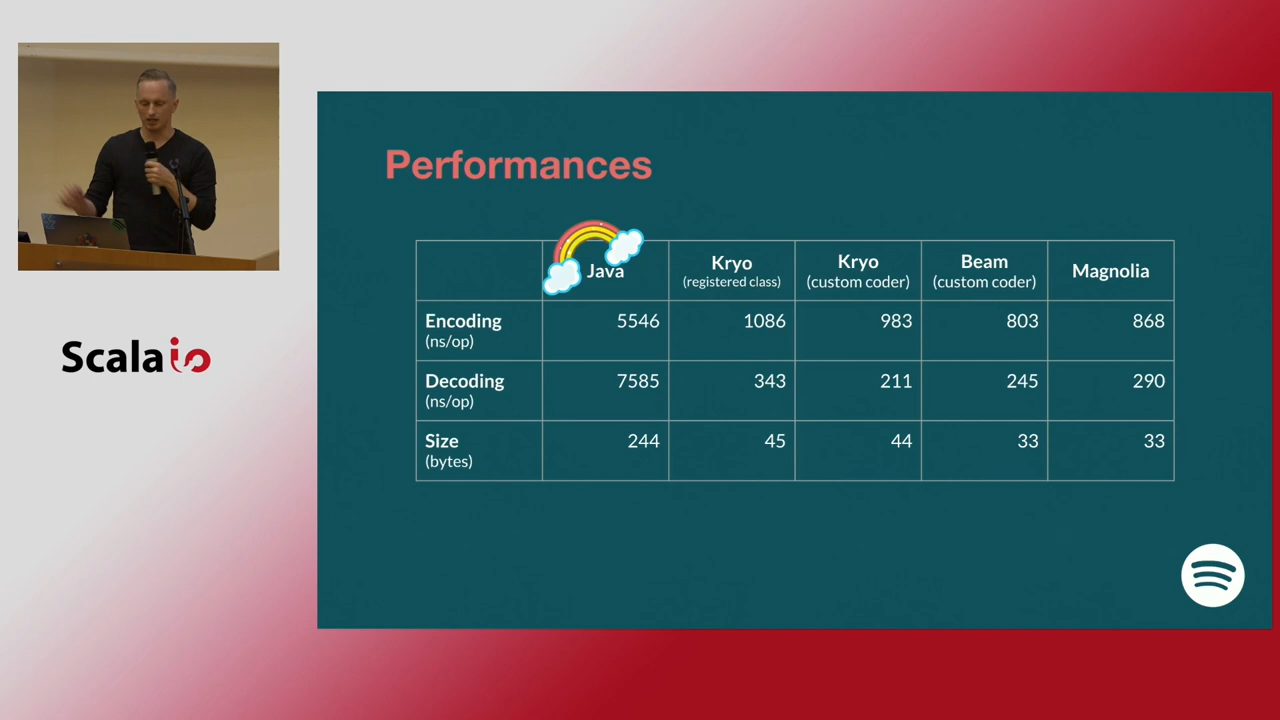 Performances
Java
Kryo
(registered class)
Kryo
(custom coder)
Beam
(custom coder)
Magnolia
Encoding
(ns/op)
5546
1086
983
803
868
Decoding
(ns/op)
7585
343
211
245
290
Size
(bytes)
244
45
44
33
33
Scala io